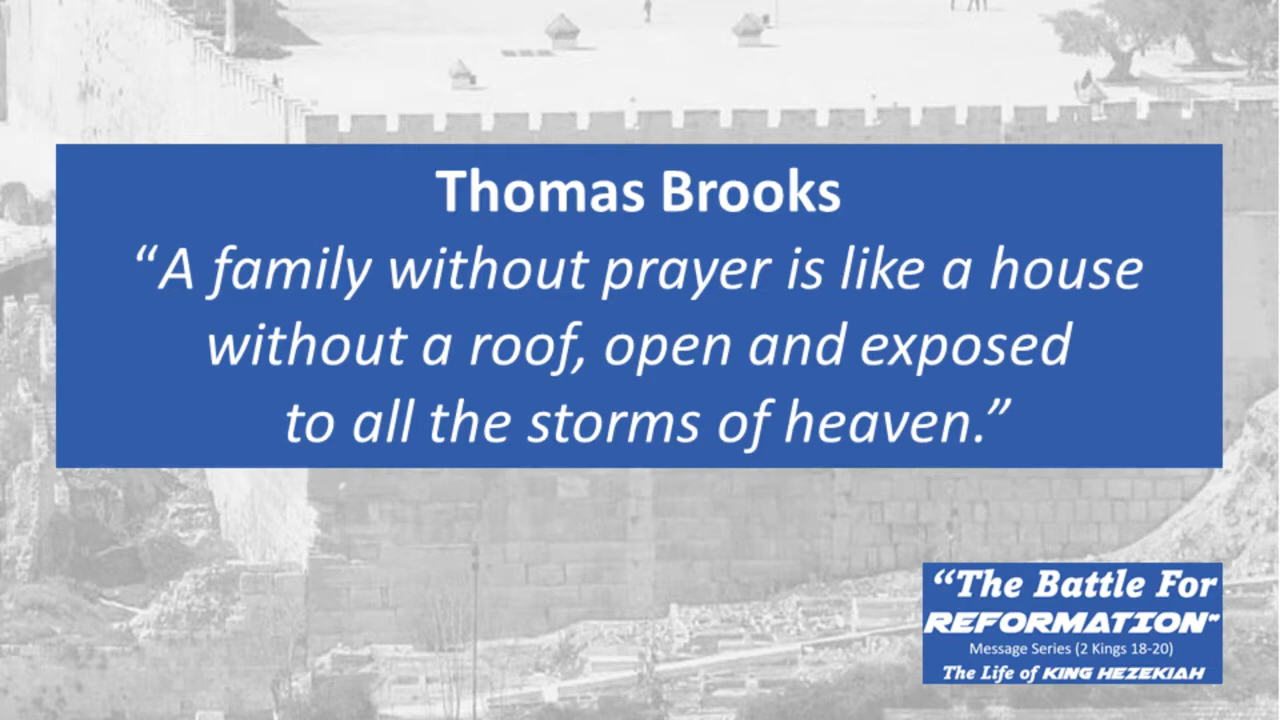 Thomas Brooks
“A family without prayer is like a house
without a roof, open and exposed
to all the storms of heaven.”
“The Battle For
REFORMATION"
Message Series (2 Kings 18-20)
The Life of KING HEZEKIAH